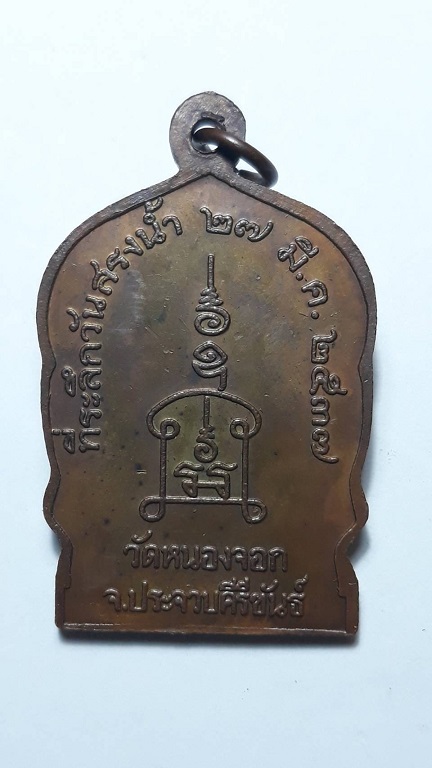 ที่ระลึกวันสรงน้ำ ๒๗ มี.ค. ๒๕๓๗
วัดหนองจอก
จ.ประจวบคีรีขันธ์